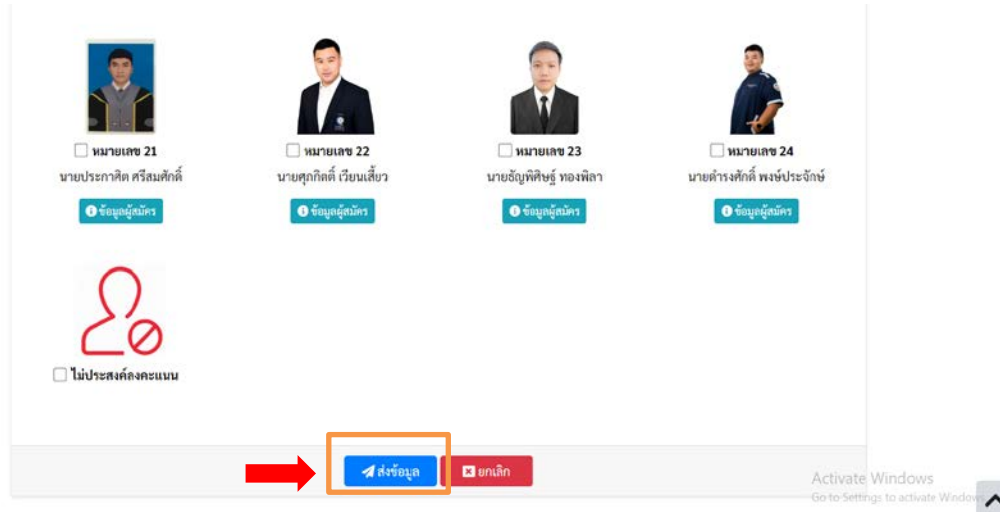 หมายเลข 21
หมายเลข 22
หมายเลข 23
หมายเลข 24
นายประกาศิต ศรีสมศักดิ์
นายศุภกิตติ์ เวียนเสี้ยว
นายธัญพิศิษฐ์ ทองพิลา
นายดำรงศักดิ์ พงษ์ประจักษ์
ข้อมูลผู้สมัคร
ข้อมูลผู้สมัคร
ข้อมูลผู้สมัคร
ข้อมูลผู้สมัคร
ไม่ประสงค์ลงคะแนน
ส่งข้อมูล
ยกเลิก
Activate Windows
Go to Settings to activate Windows